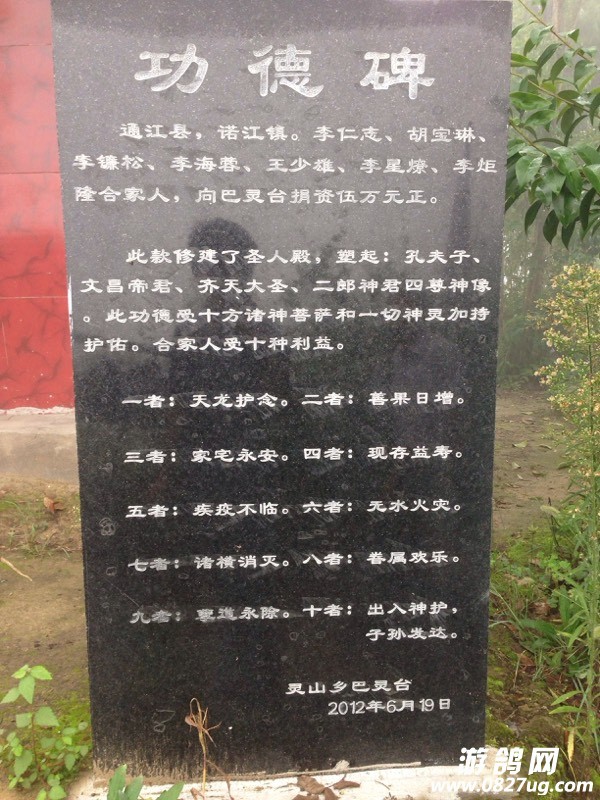 功德碑
通江县，诺江镇。李仁志、胡宝琳、
李镰松、李海蓉、王少雄、李星燎、李炬
隆合家人，向巴灵台捐资伍万元正。
此款修建了圣人殿，塑起：孔夫子、
文昌帝君、齐天大圣、二郎神君四尊神像
。此功德受十方诸神菩萨和一切神灵加持
护佑。合家人受十种利益。
一者：天龙护念。二者：善果日增。
三者：家宅永安。四者：现存益寿。
五者：疾疫不临。六者：无水火灾。
七者：诸横消灭。八者：眷属欢乐。
九者：道永除。十者：出入神护，
子孙发达。
灵山乡巴灵台
2012年6月19日
游鸽网
www.0827ug.com